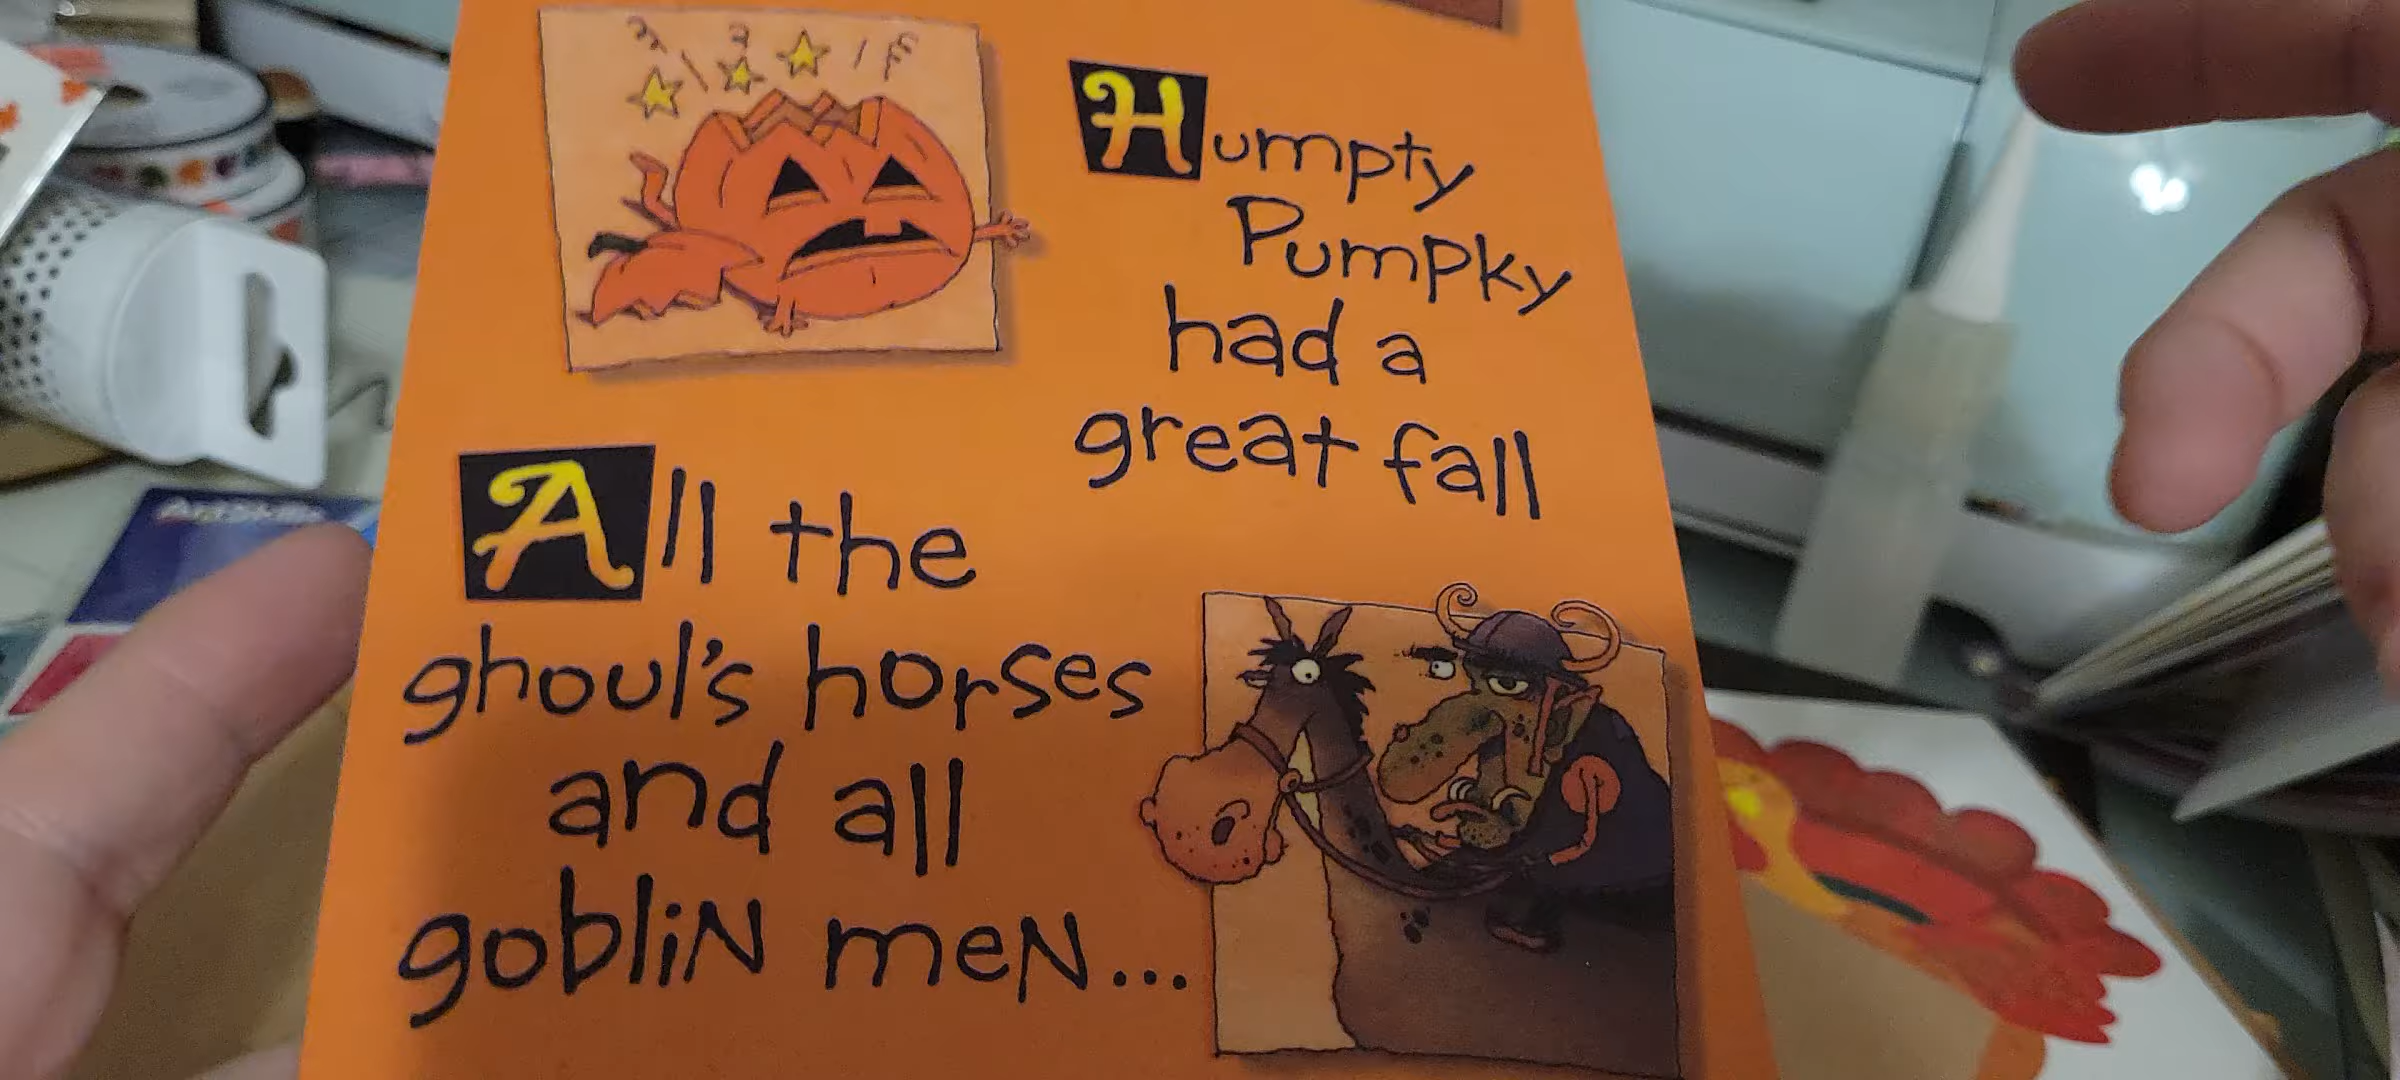 Humpty
Pumpky
had a
great fall
All the
ghoul's horses
and all
gobliN meN...